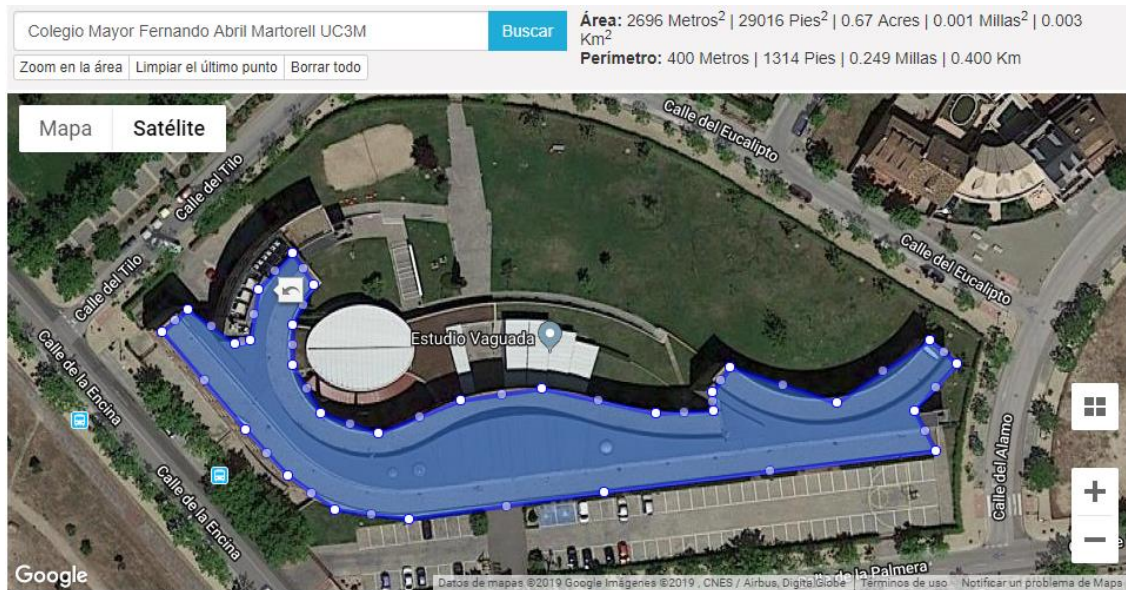 Colegio Mayor Fernando Abril Martorell UC3M
Buscar
Área: 2696 Metros² | 29016 Pies² | 0.67 Acres | 0.001 Millas² | 0.003
Km²
Perímetro: 400 Metros | 1314 Pies | 0.249 Millas | 0.400 Km
Zoom en la área
Limpiar el último punto
Borrar todo
Mapa
Satélite
Calle del Eucalipto
Calle del Tilo
Calle del Tilo
Calle del Eucalipto
Estudio Vaguada
Calle de la Encina
Calle de la Encina
Calle del Alamo
de la Palmera
Google
Datos de mapas ©2019 Google Imágenes ©2019 , CNES / Airbus, DigitalGlobe
Términos de uso
Notificar un problema de Maps